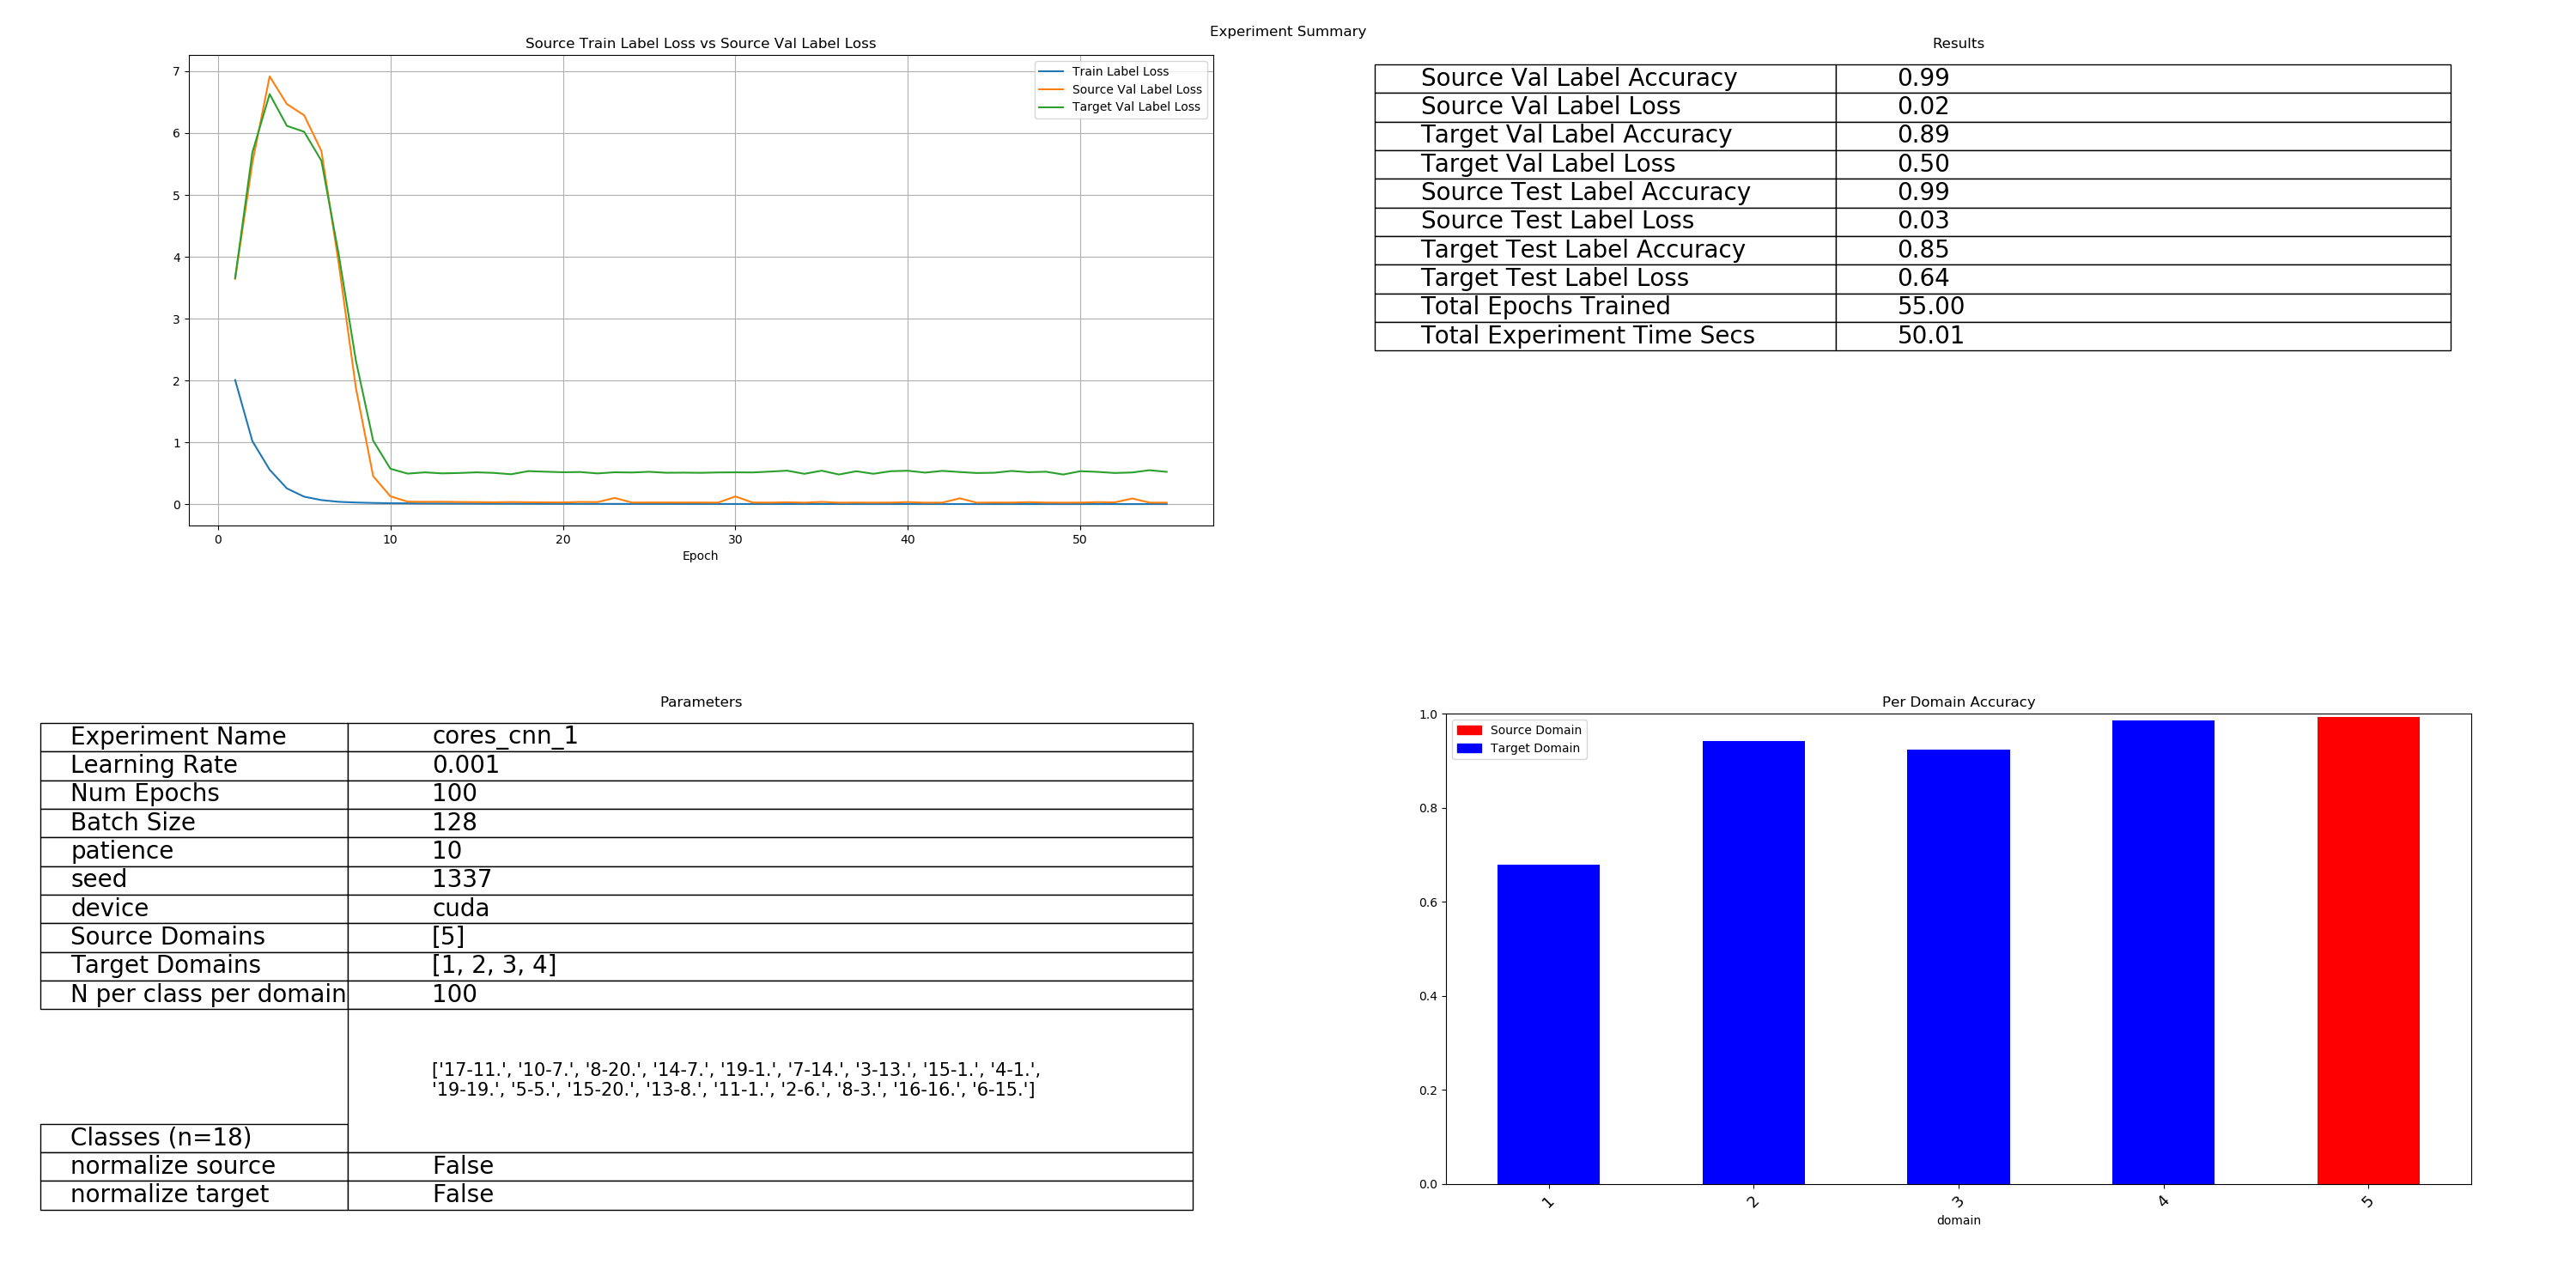 Experiment Summary
Source Train Label Loss vs Source Val Label Loss
Train Label Loss
Source Val Label Loss
Target Val Label Loss
7
6
5
4
3
2
1
0
0 10 20 30 40 50
Epoch
Results
Source Val Label Accuracy 0.99
Source Val Label Loss 0.02
Target Val Label Accuracy 0.89
Target Val Label Loss 0.50
Source Test Label Accuracy 0.99
Source Test Label Loss 0.03
Target Test Label Accuracy 0.85
Target Test Label Loss 0.64
Total Epochs Trained 55.00
Total Experiment Time Secs 50.01
Parameters
Experiment Name cores_cnn_1
Learning Rate 0.001
Num Epochs 100
Batch Size 128
patience 10
seed 1337
device cuda
Source Domains [5]
Target Domains [1, 2, 3, 4]
N per class per domain 100
['17-11.', '10-7.', '8-20.', '14-7.', '19-1.', '7-14.', '3-13.', '15-1.', '4-1.',
'19-19.', '5-5.', '15-20.', '13-8.', '11-1.', '2-6.', '8-3.', '16-16.', '6-15.']
Classes (n=18)
normalize source False
normalize target False
Per Domain Accuracy
Source Domain
Target Domain
1.0
0.8
0.6
0.4
0.2
0.0
1 2 3 4 5
domain